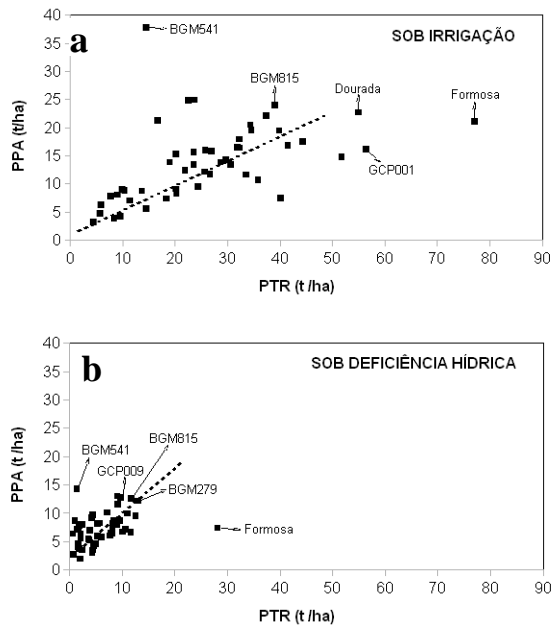 a
SOB IRRIGAÇÃO
BGM541
BGM815
Dourada
Formosa
GCP001
PPA (t/ha)
40
35
30
25
20
15
10
5
0
0 10 20 30 40 50 60 70 80 90
PTR (t /ha)
b
SOB DEFICIÊNCIA HÍDRICA
BGM541
GCP009
BGM815
BGM279
Formosa
PPA (t /ha)
40
35
30
25
20
15
10
5
0
0 10 20 30 40 50 60 70 80 90
PTR (t /ha)